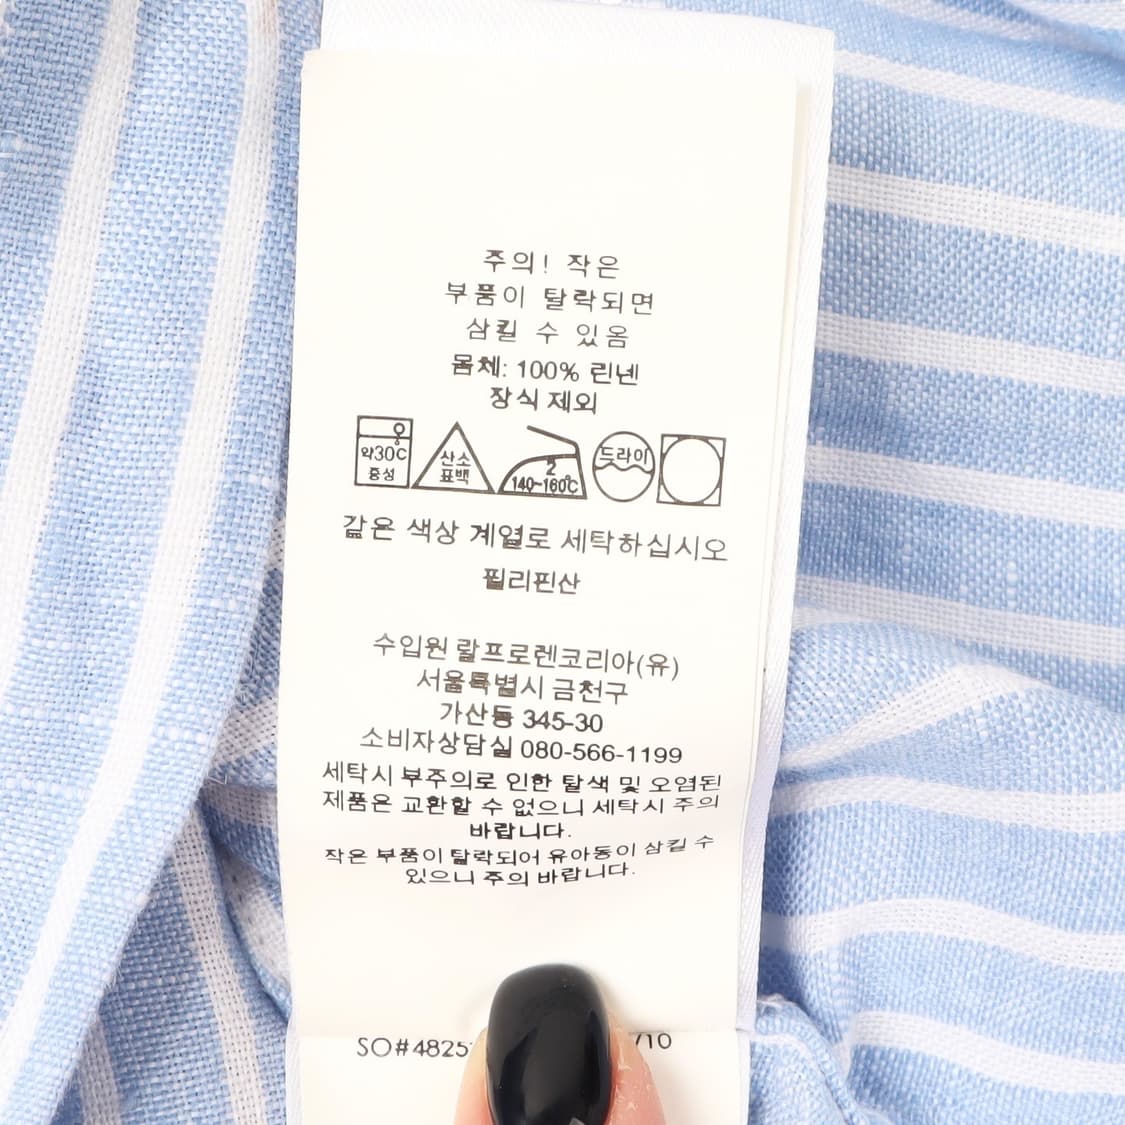 주의! 작은
부품이 탈락되면
삼킬 수 있옴
몸체: 100% 린넨
장식 제외
약30C
중성
산소
표백
2
140~160℃
드라이
같은 색상 계열로 세탁하십시오
필리핀산
수입원 랄프로렌코리아(유)
서울특별시 금천구
가산동 345-30
소비자상담실 080-566-1199
세탁시 부주의로 인한 탈색 및 오염된
제품은 교환할 수 없으니 세탁시 주의
바랍니다.
작은 부품이 탈락되어 유아동이 삼킬 수
있으니 주의 바랍니다.
SO#4825
/10